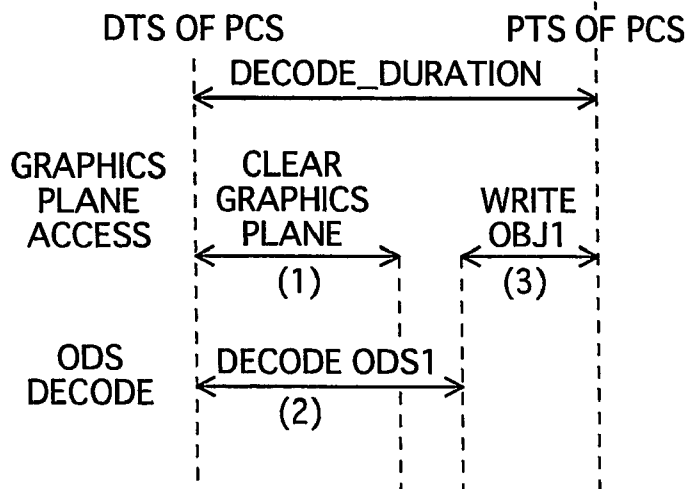 DTS OF PCS
PTS OF PCS
DECODE_DURATION
GRAPHICS
PLANE
ACCESS
CLEAR
GRAPHICS
PLANE
(1)
WRITE
OBJ1
(3)
ODS
DECODE
DECODE ODS1
(2)